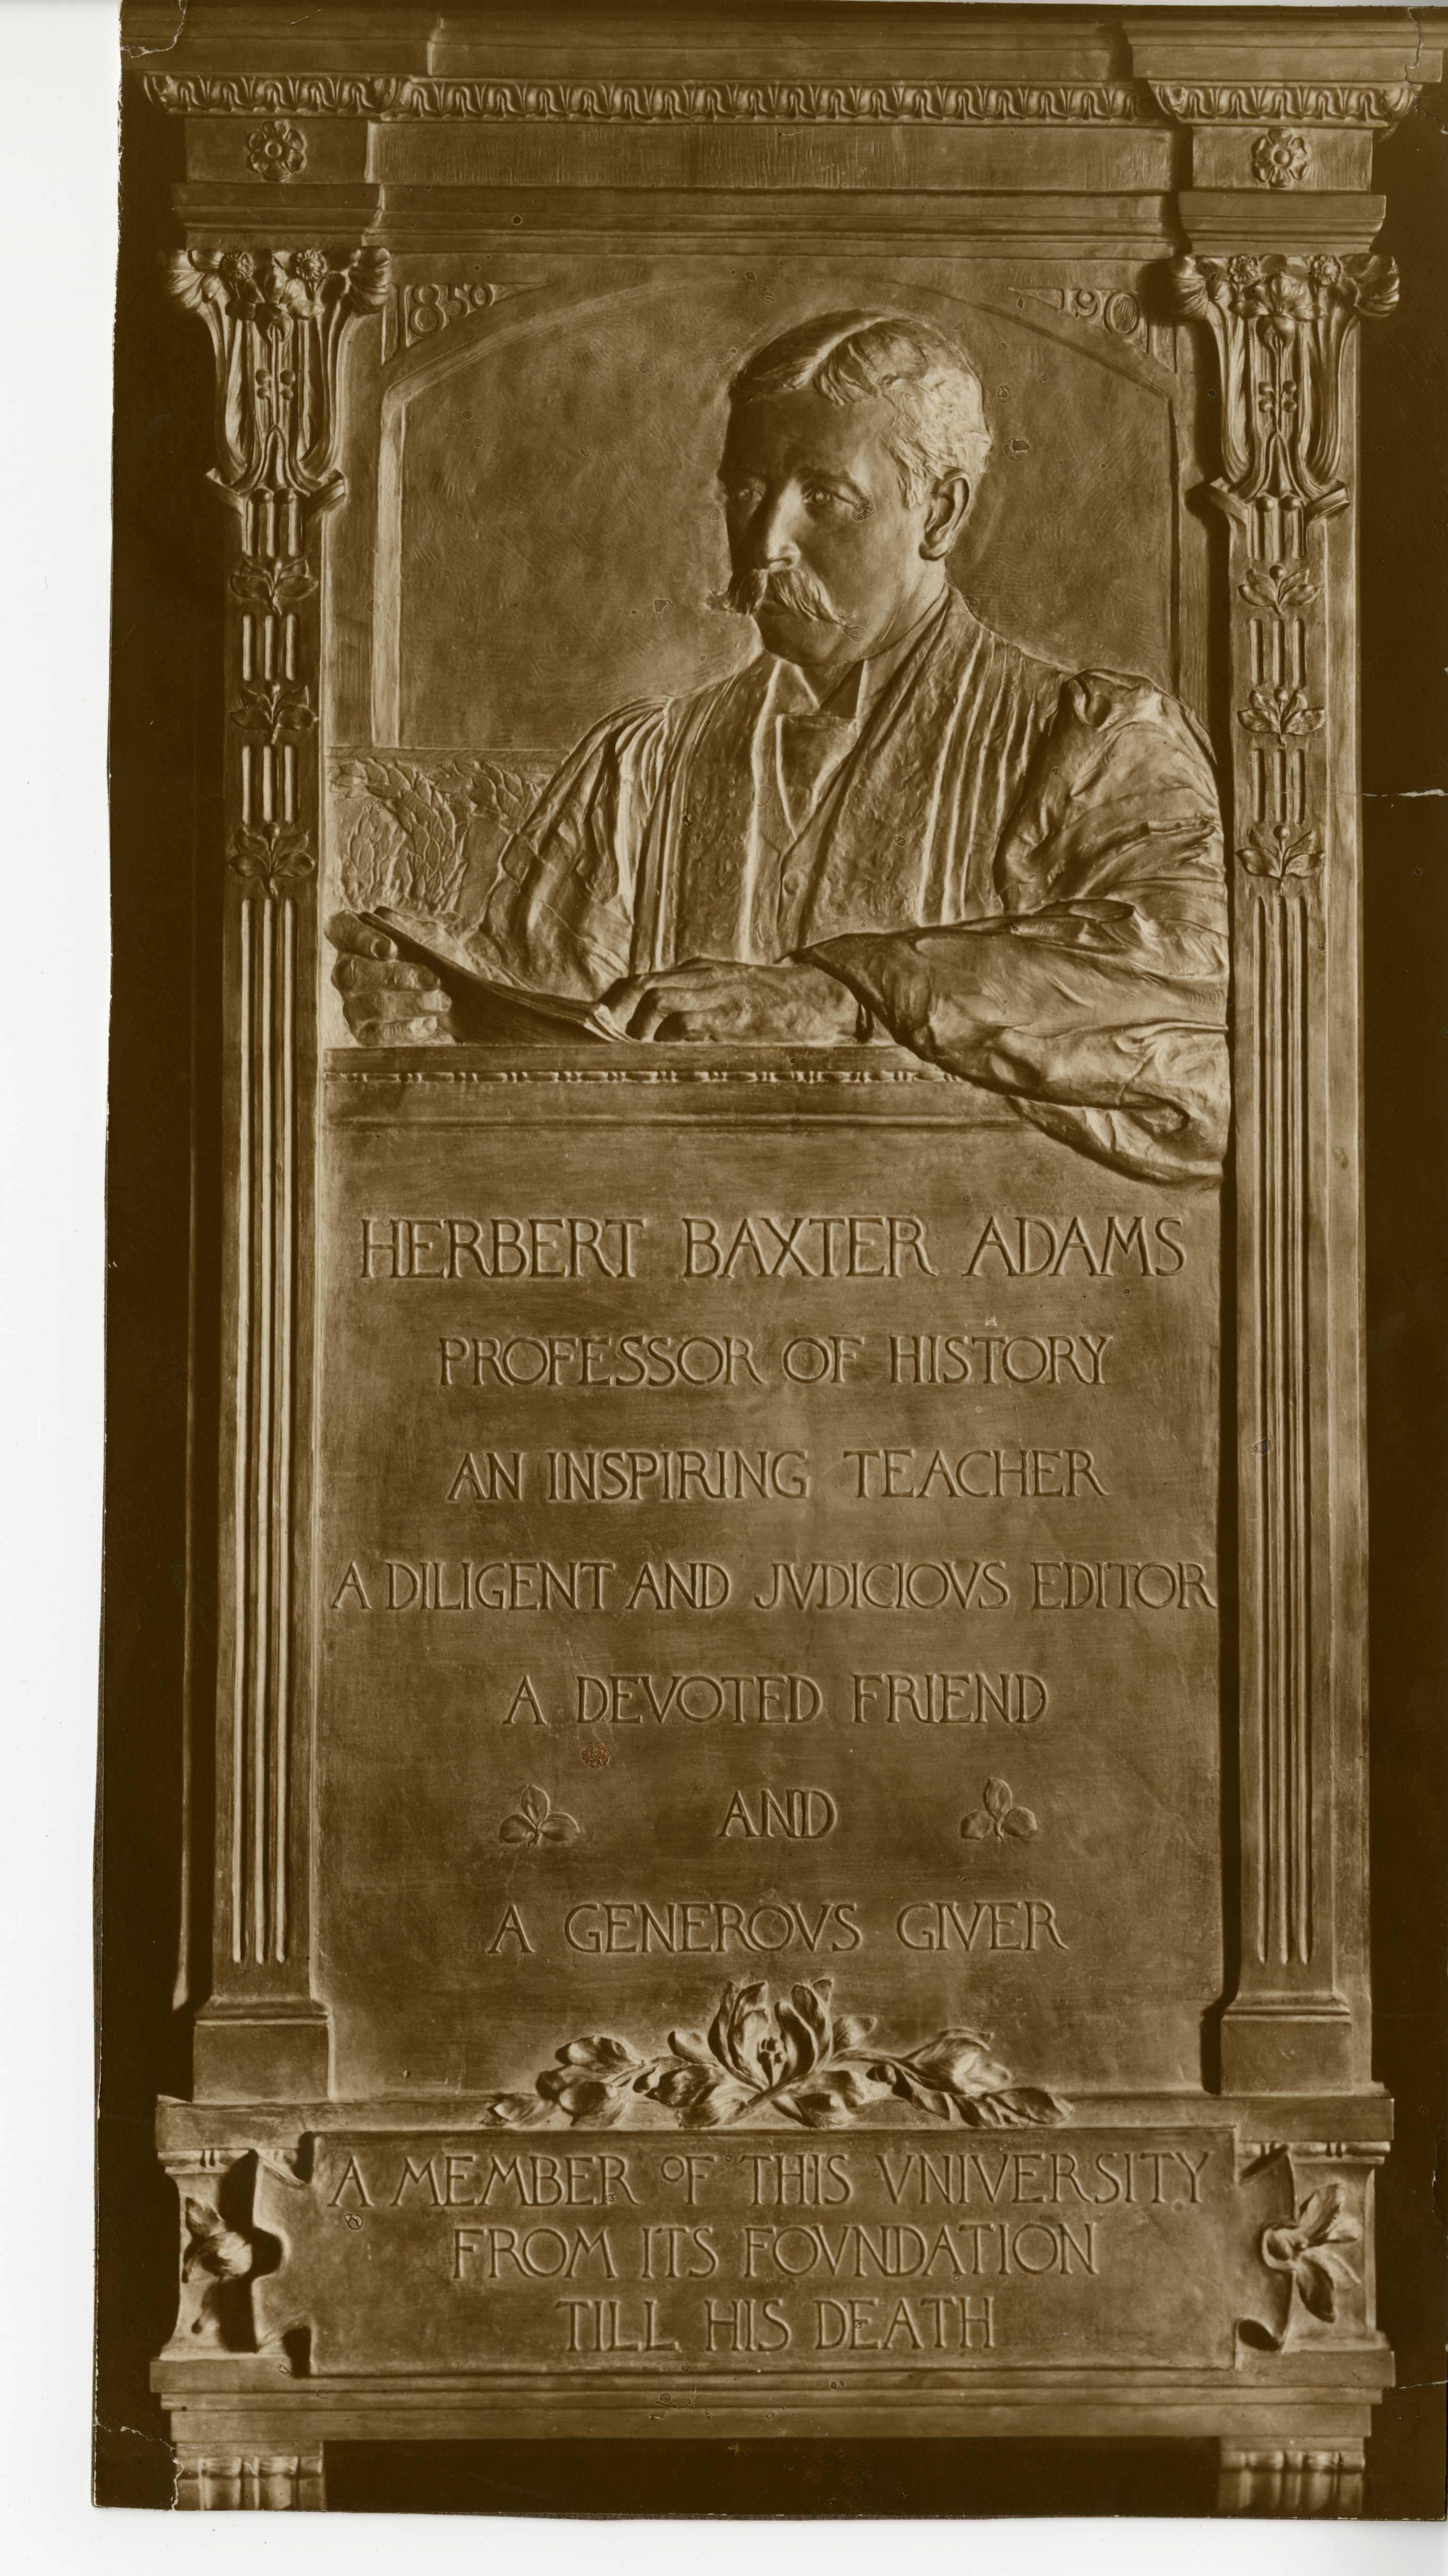 1850
1901
HERBERT BAXTER ADAMS
PROFESSOR OF HISTORY
AN INSPIRING TEACHER
A DILIGENT AND JVDICIOVS EDITOR
A DEVOTED FRIEND
AND
A GENEROVS GIVER
A MEMBER OF THIS VNIVERSITY
FROM ITS FOVNDATION
TILL HIS DEATH